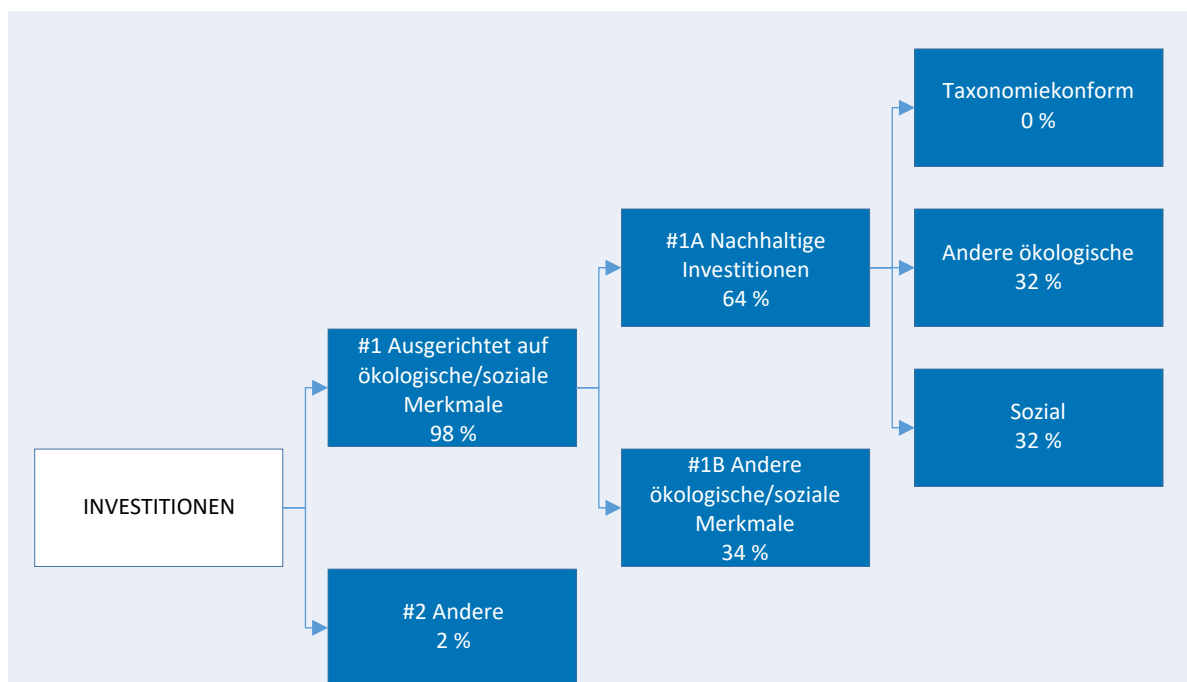 INVESTITIONEN
#1 Ausgerichtet auf
ökologische/soziale
Merkmale
98 %
#2 Andere
2 %
#1A Nachhaltige
Investitionen
64 %
#1B Andere
ökologische/soziale
Merkmale
34 %
Taxonomiekonform
0 %
Andere ökologische
32 %
Sozial
32 %